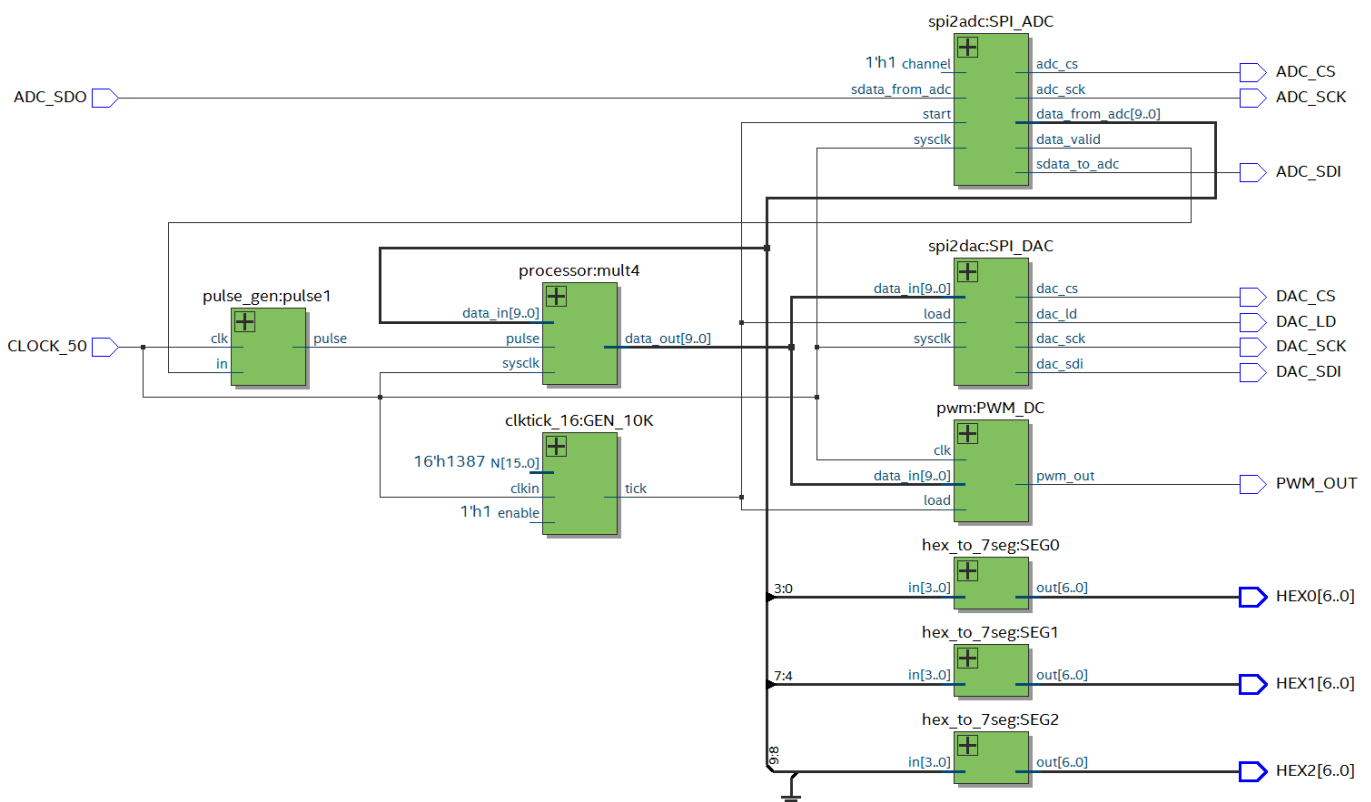 spi2adc:SPI_ADC
1'h1 channel
adc_cs
ADC_CS
ADC_SDO
sdata_from_adc
adc_sck
ADC_SCK
start
data_from_adc[9..0]
sysclk
data_valid
sdata_to_adc
ADC_SDI
spi2dac:SPI_DAC
processor:mult4
data_in[9..0]
dac_cs
DAC_CS
pulse_gen:pulse1
data_in[9..0]
load
dac_ld
DAC_LD
CLOCK_50
clk
pulse
pulse
data_out[9..0]
sysclk
dac_sck
DAC_SCK
in
sysclk
dac_sdi
DAC_SDI
pwm:PWM_DC
clktick_16:GEN_10K
clk
16'h1387 N[15..0]
data_in[9..0]
pwm_out
PWM_OUT
clkin
tick
load
1'h1 enable
hex_to_7seg:SEG0
3:0
in[3..0]
out[6..0]
HEX0[6..0]
hex_to_7seg:SEG1
7:4
in[3..0]
out[6..0]
HEX1[6..0]
hex_to_7seg:SEG2
9:8
in[3..0]
out[6..0]
HEX2[6..0]